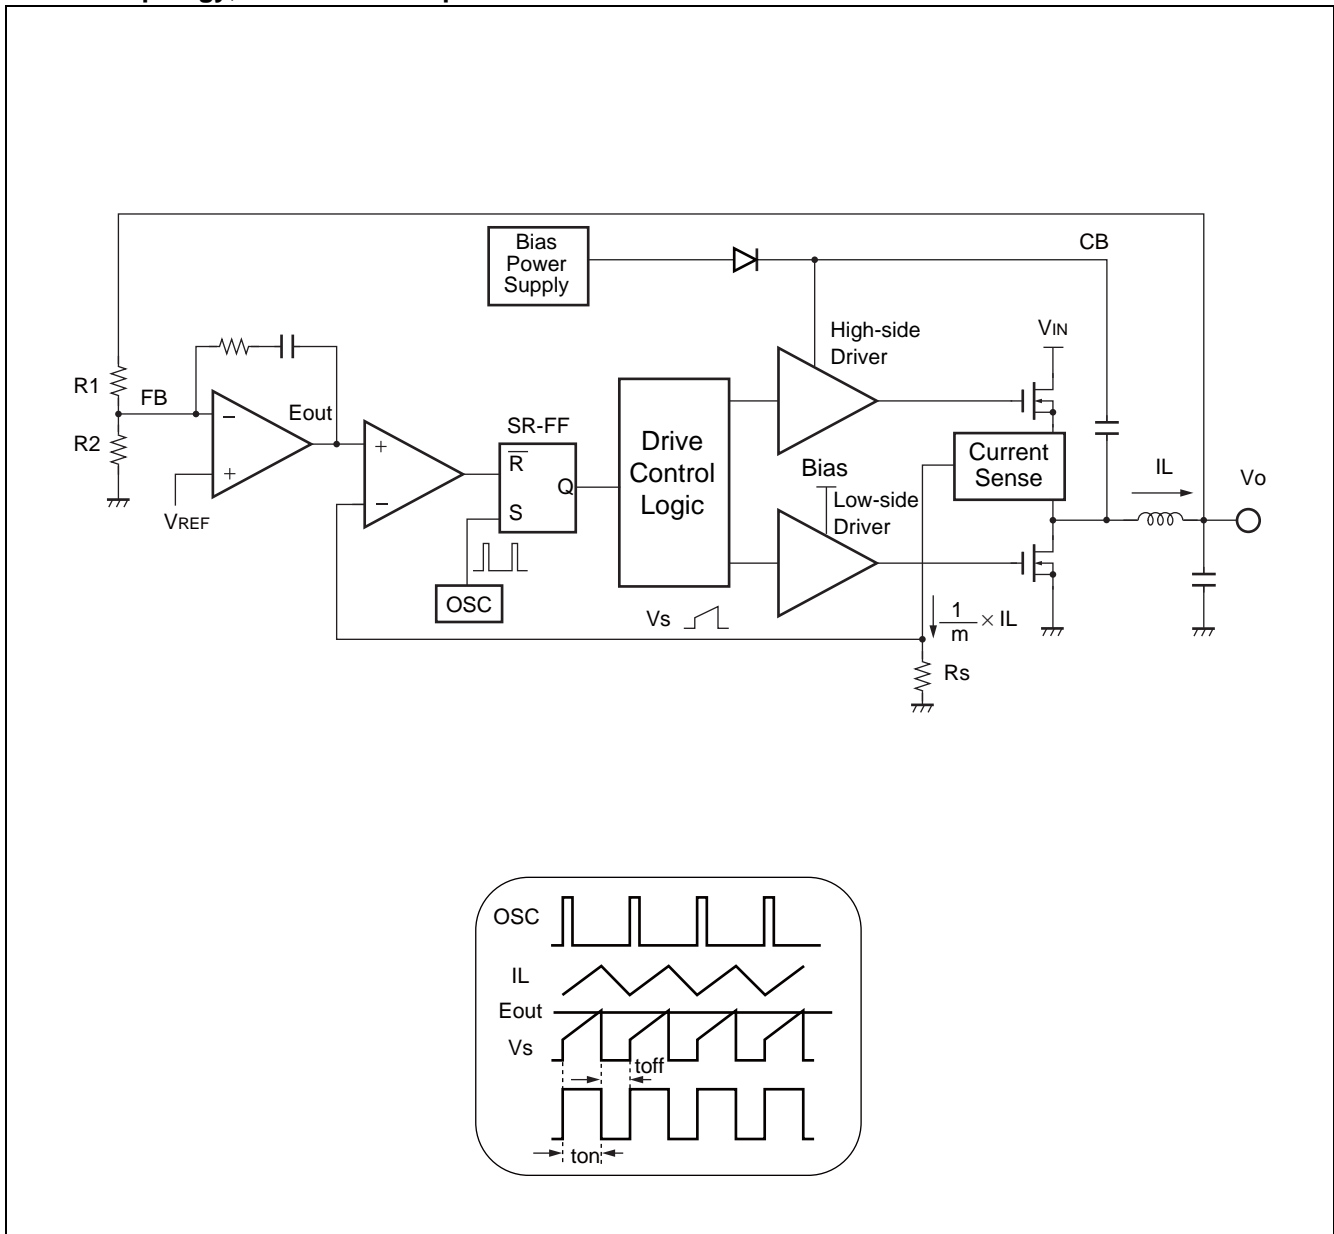 Bias
Power
Supply
CB
High-side
Driver
VIN
R1
FB
Eout
R2
VREF
SR-FF
R
S
Q
OSC
Drive
Control
Logic
Bias
Low-side
Driver
Current
Sense
IL
Vo
Vs
1
m
× IL
Rs
+
−
−
+
OSC
IL
Eout
Vs
toff
ton